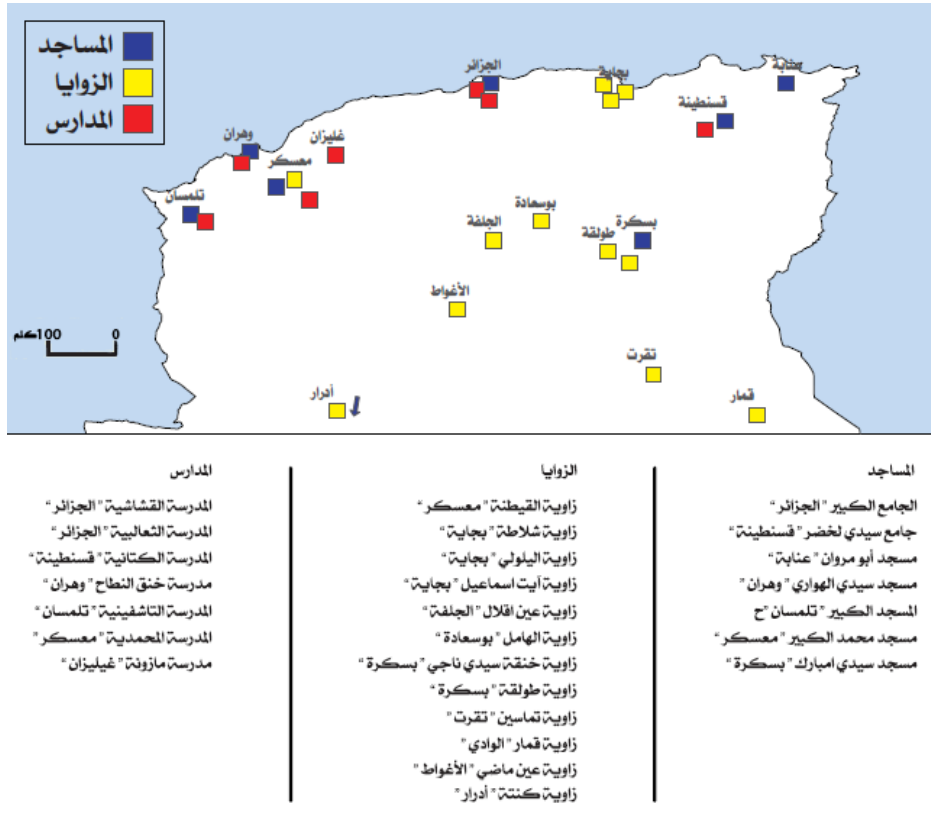 المساجد
الزوايا
المدارس
الجزائر
بجاية
عنابة
قسنطينة
وهران
غليزان
معسكر
تلمسان
بوسعادة
الجلفة
بسكرة
طولقة
الأغواط
100كلم 0
تقرت
أدرار
قمار
المساجد
الجامع الكبير "الجزائر"
جامع سيدي لخضر "قسنطينة"
مسجد أبو مروان "عنابة"
مسجد سيدي الهواري "وهران"
المسجد الكبير "تلمسان"ح
مسجد محمد الكبير "معسكر"
مسجد سيدي امبارك "بسكرة"
الزوايا
زاوية القيطنة "معسكر"
زاوية شلاطة "بجاية"
زاوية اليلولي "بجاية"
زاوية آيت اسماعيل "بجاية"
زاوية عين اقلال "الجلفة"
زاوية الهامل "بوسعادة"
زاوية خنقة سيدي ناجي "بسكرة"
زاوية طولقة "بسكرة"
زاوية تماسين "تقرت"
زاوية قمار "الوادي"
زاوية عين ماضي "الأغواط"
زاوية كنتة "أدرار"
المدارس
المدرسة القشاشية "الجزائر"
المدرسة الثعالبية "الجزائر"
المدرسة الكتانية "قسنطينة"
مدرسة خنق النطاح "وهران"
المدرسة التاشفينية "تلمسان"
المدرسة المحمدية "معسكر"
مدرسة مازونة "غيليزان"